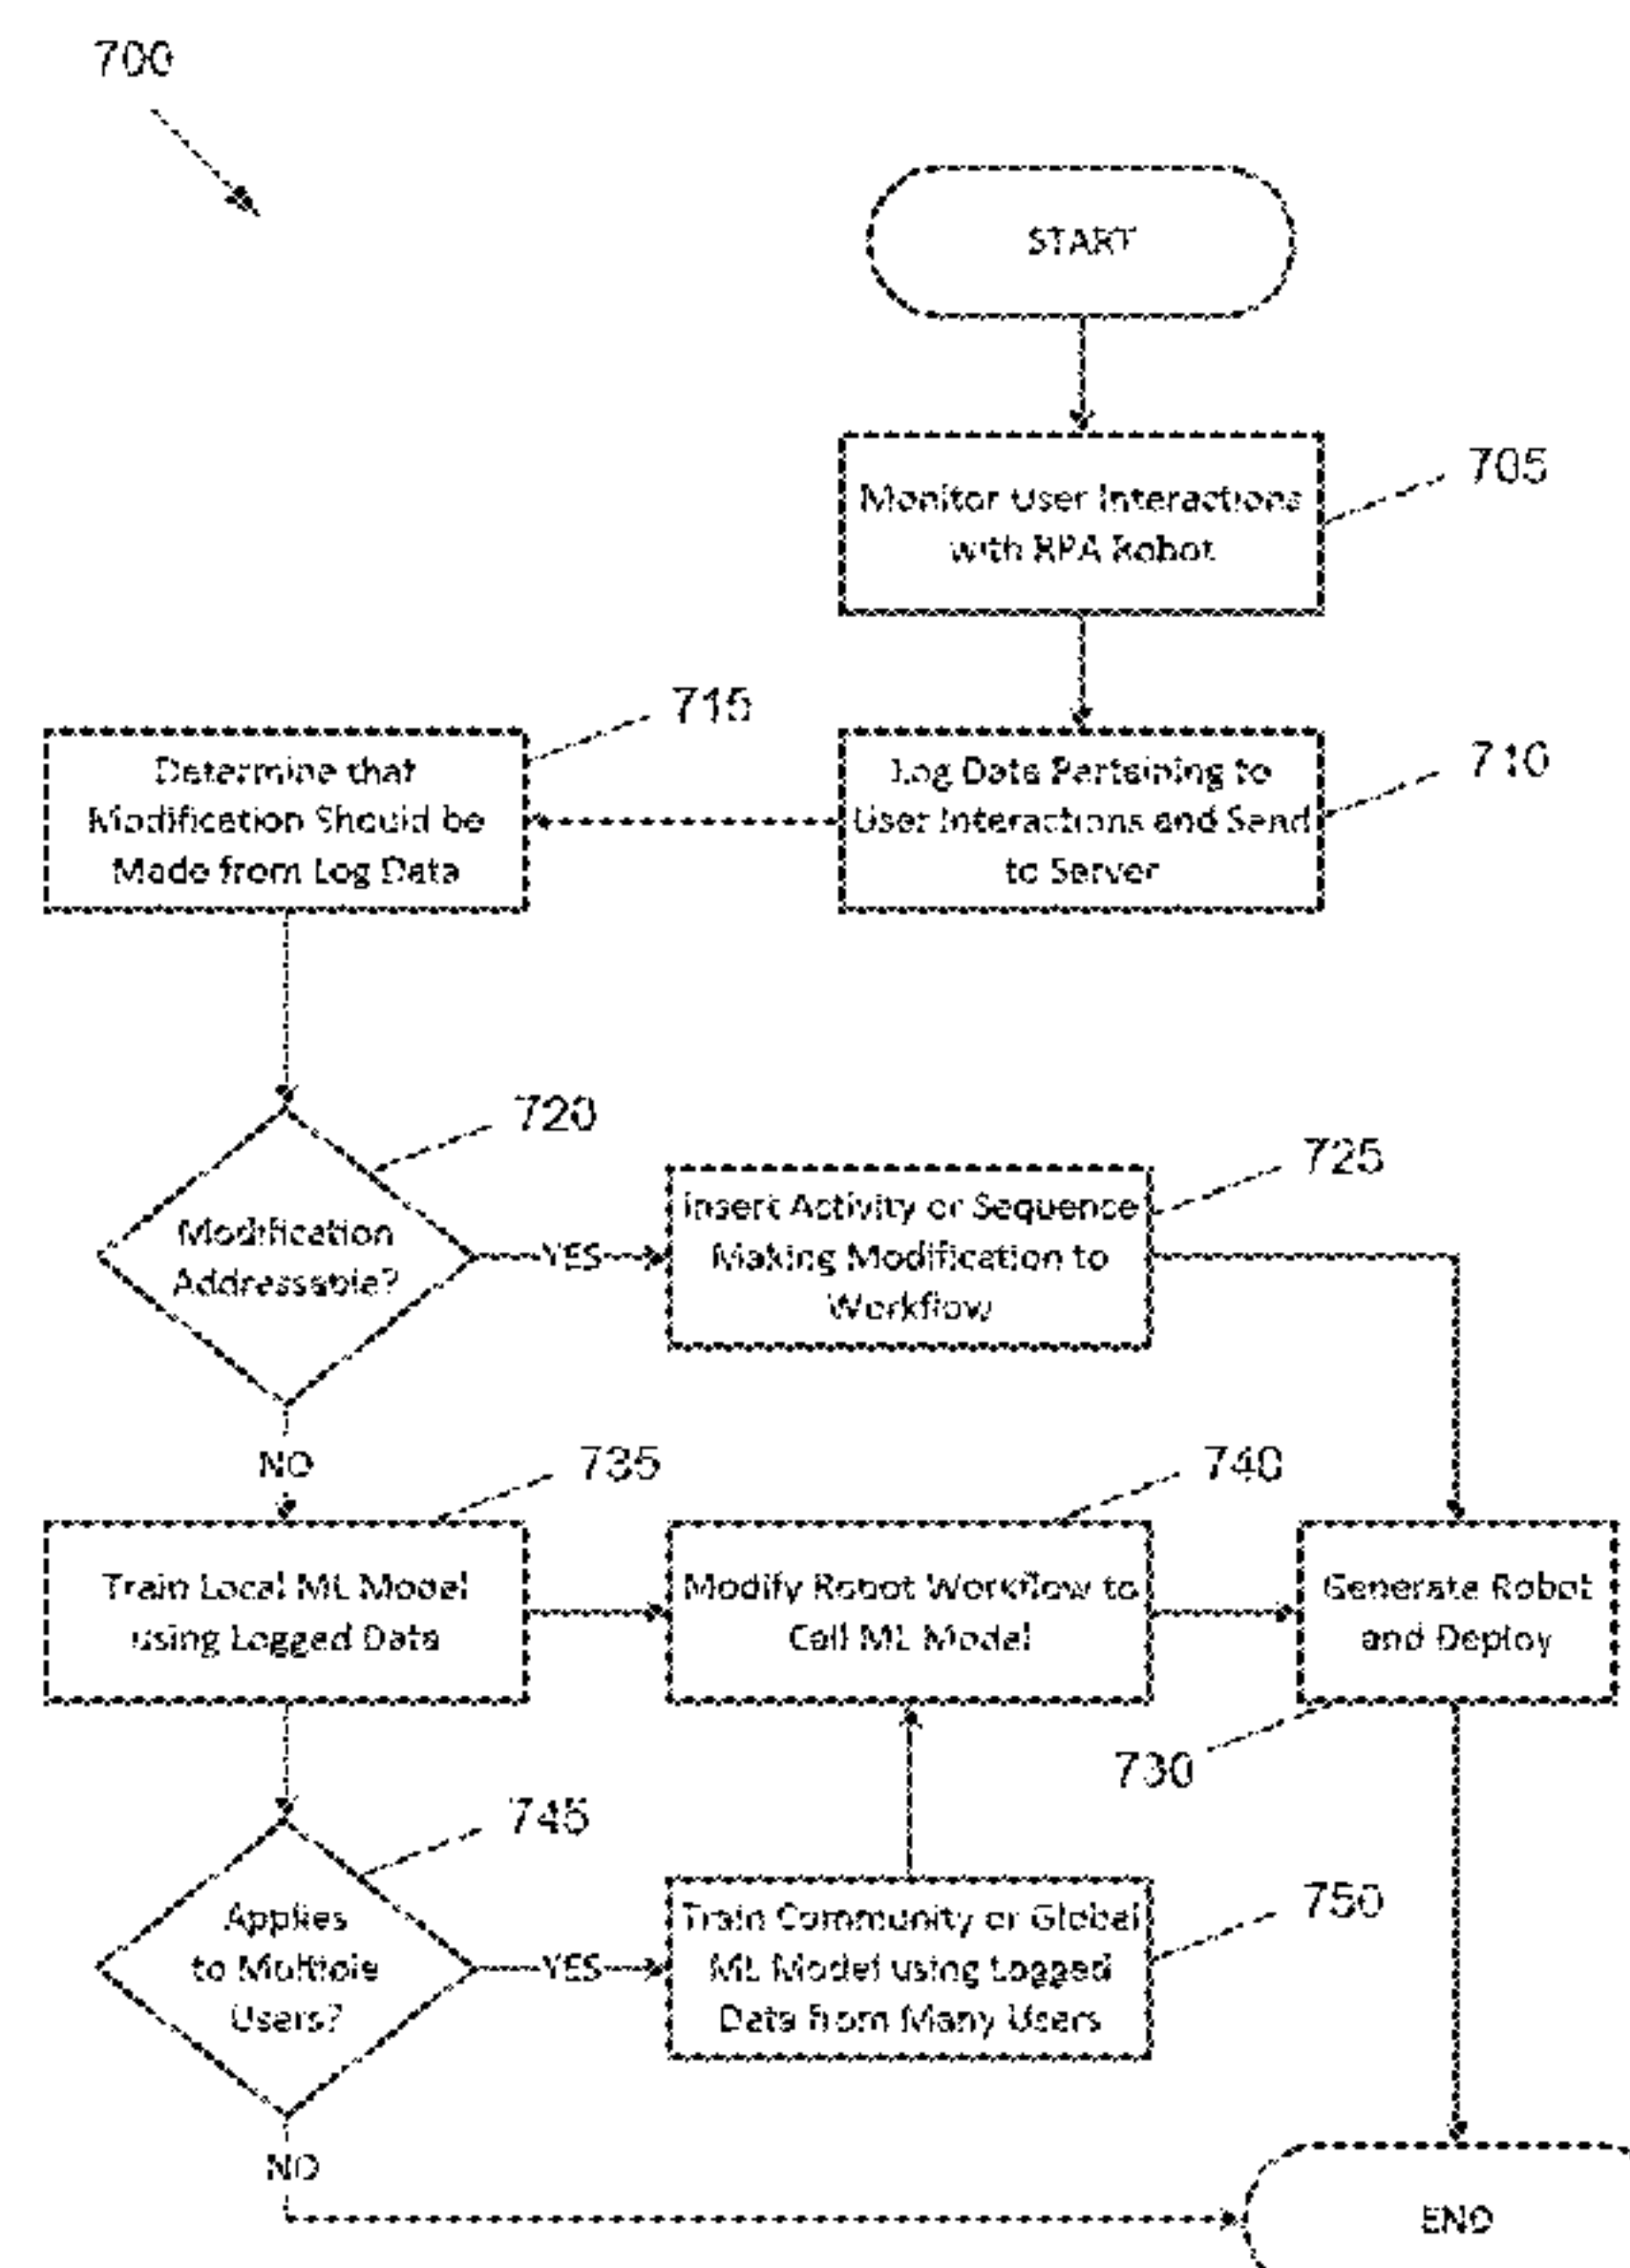 700
START
Monitor User Interactions
with RPA Robot
705
Log Data Pertaining to
User Interactions and Send
to Server
710
Determine that
Modification Should be
Made from Log Data
715
Modification
Addressable?
720
YES
Insert Activity or Sequence
Making Modification to
Workflow
725
NO
Train Local ML Model
using Logged Data
735
Modify Robot Workflow to
Call ML Model
740
Generate Robot
and Deploy
730
Applies
to Multiple
Users?
745
YES
Train Community or Global
ML Model using Logged
Data from Many Users
750
NO
END